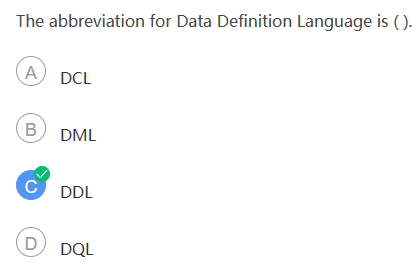 The abbreviation for Data Definition Language is ( ).
A DCL
B DML
C DDL
D DQL